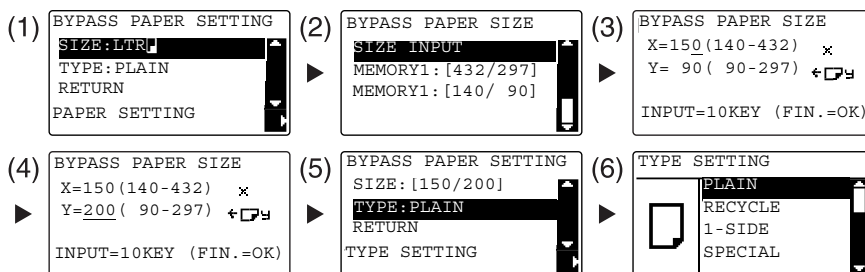 (1)
BYPASS PAPER SETTING
SIZE:LTR
TYPE:PLAIN
RETURN
PAPER SETTING
(2)
BYPASS PAPER SIZE
SIZE INPUT
MEMORY1:[432/297]
MEMORY1:[140/ 90]
(3)
BYPASS PAPER SIZE
X=150(140-432) x
Y= 90( 90-297) y
INPUT=10KEY (FIN.=OK)
(4)
BYPASS PAPER SIZE
X=150(140-432) x
Y=200( 90-297) y
INPUT=10KEY (FIN.=OK)
(5)
BYPASS PAPER SETTING
SIZE:[150/200]
TYPE:PLAIN
RETURN
TYPE SETTING
(6)
TYPE SETTING
PLAIN
RECYCLE
1-SIDE
SPECIAL